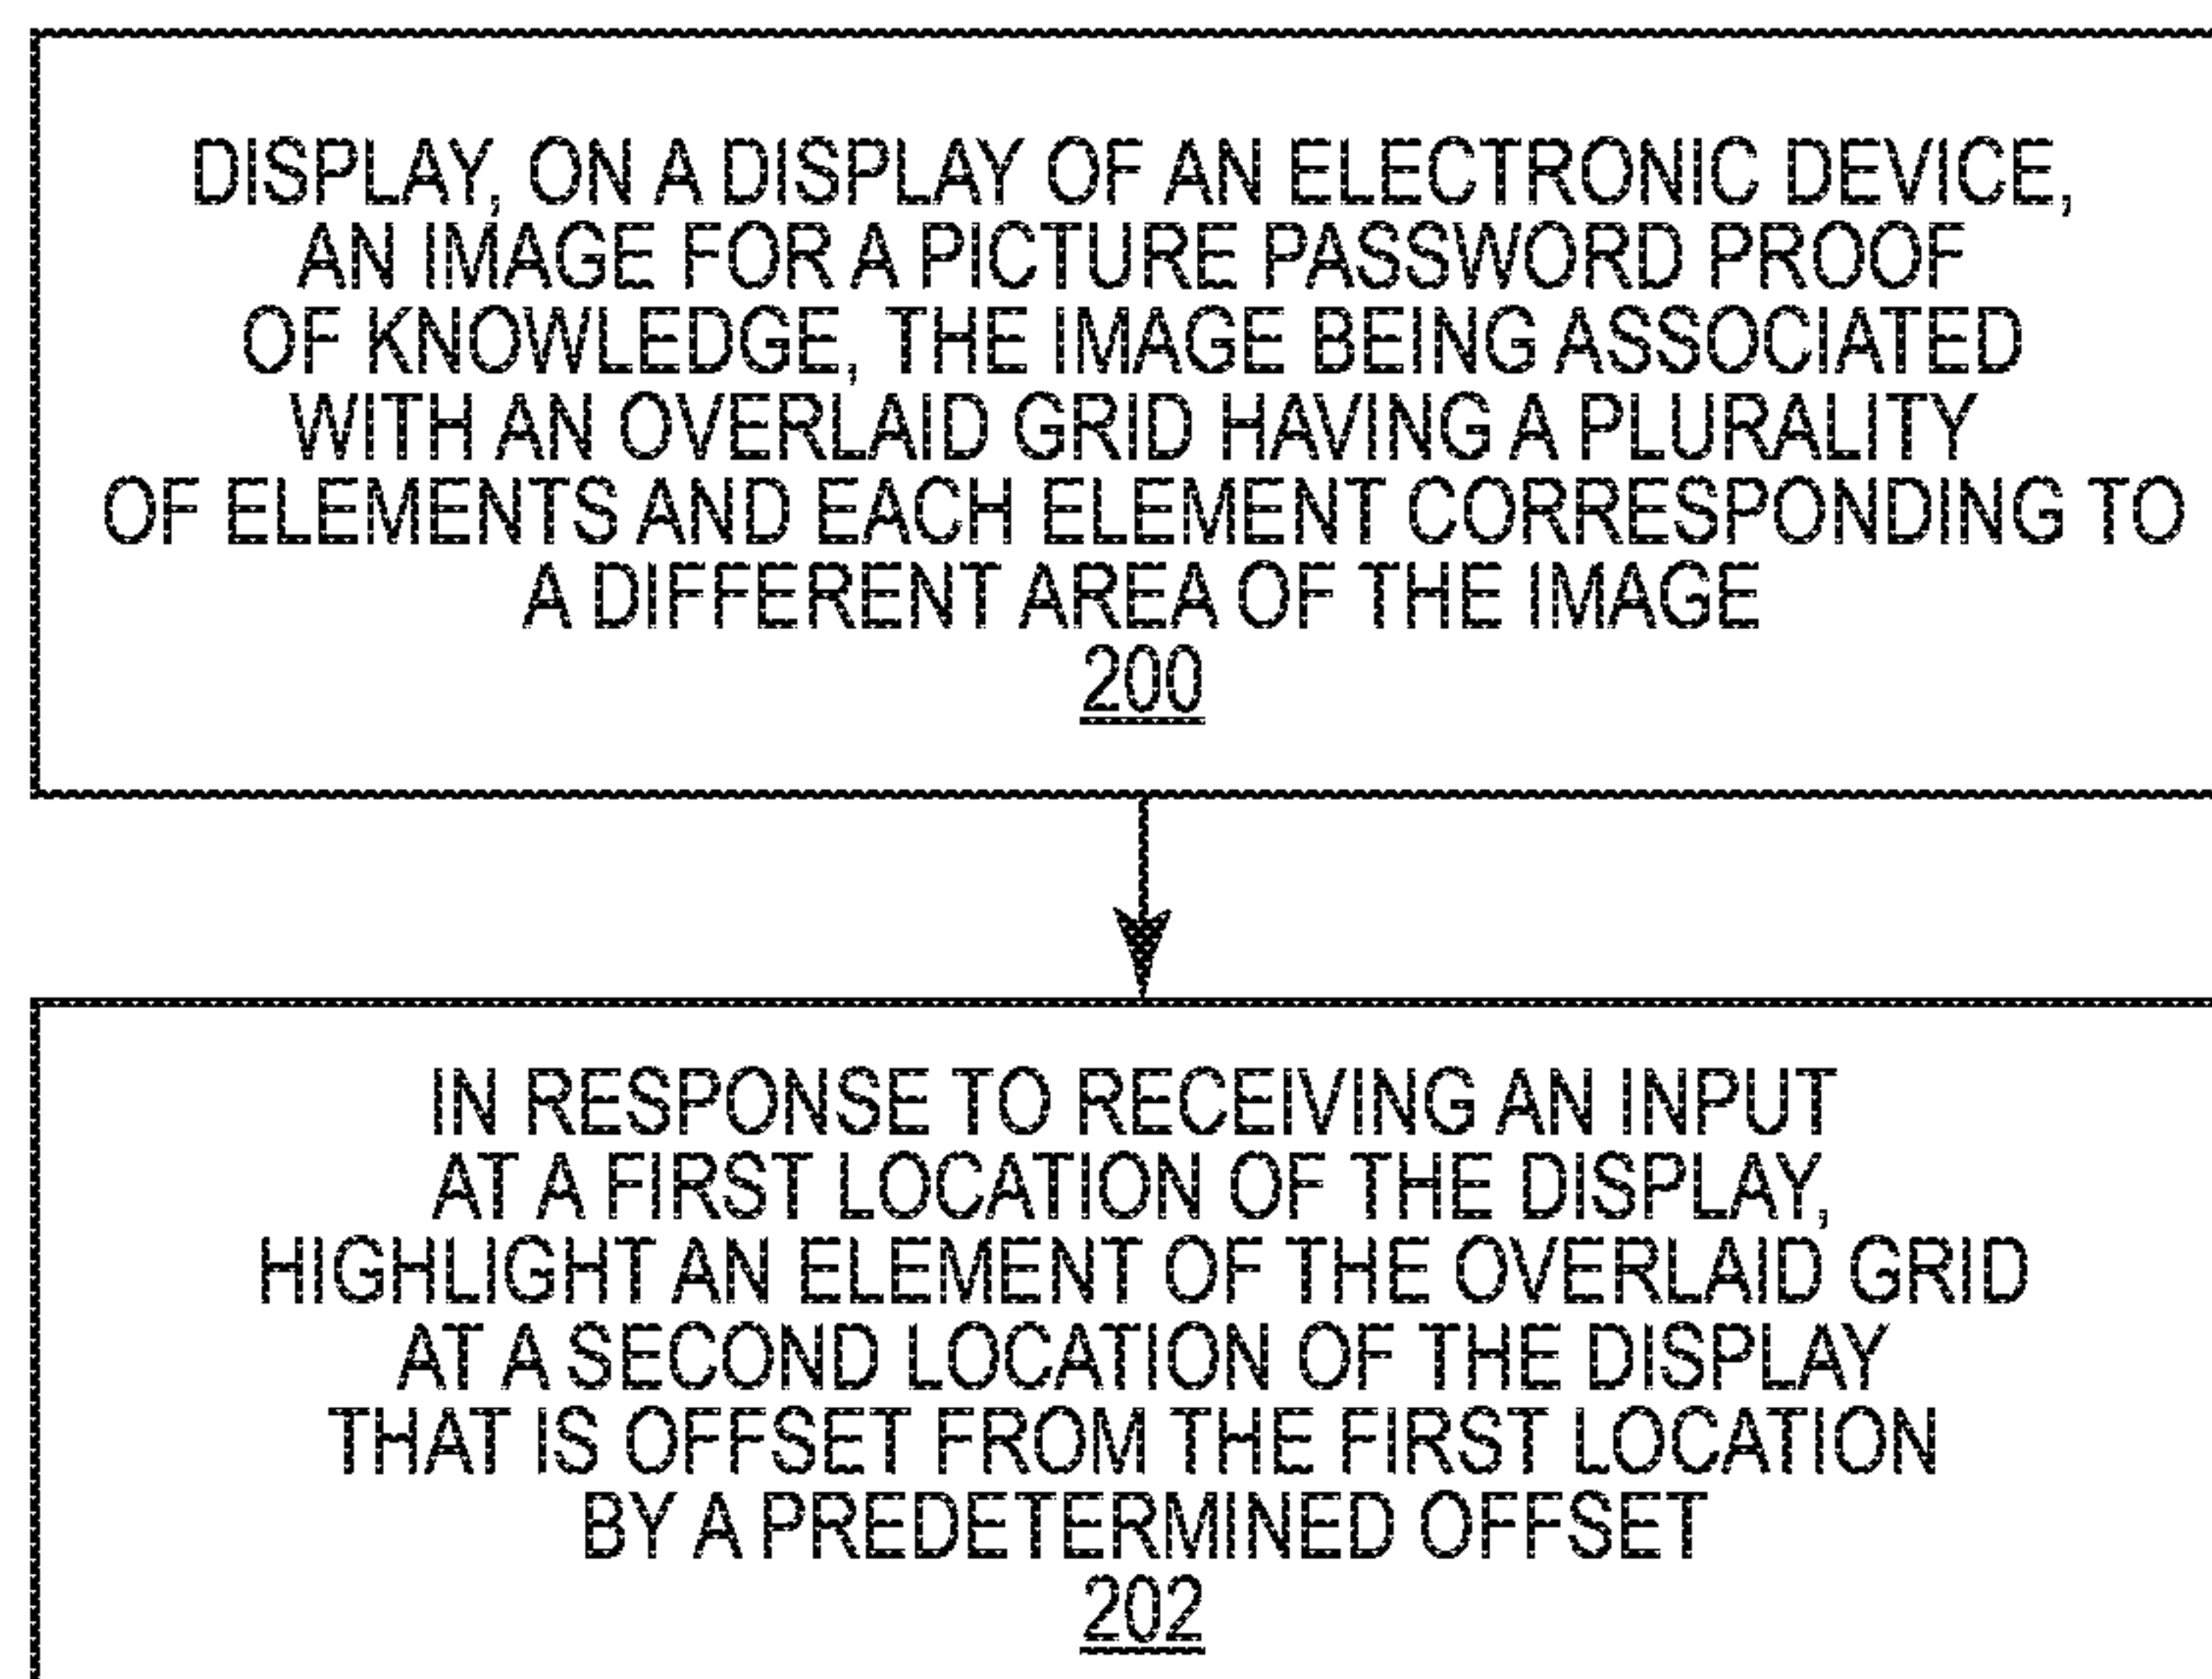 DISPLAY, ON A DISPLAY OF AN ELECTRONIC DEVICE,
AN IMAGE FOR A PICTURE PASSWORD PROOF
OF KNOWLEDGE, THE IMAGE BEING ASSOCIATED
WITH AN OVERLAID GRID HAVING A PLURALITY
OF ELEMENTS AND EACH ELEMENT CORRESPONDING TO
A DIFFERENT AREA OF THE IMAGE
200
IN RESPONSE TO RECEIVING AN INPUT
AT A FIRST LOCATION OF THE DISPLAY,
HIGHLIGHT AN ELEMENT OF THE OVERLAID GRID
AT A SECOND LOCATION OF THE DISPLAY
THAT IS OFFSET FROM THE FIRST LOCATION
BY A PREDETERMINED OFFSET
202